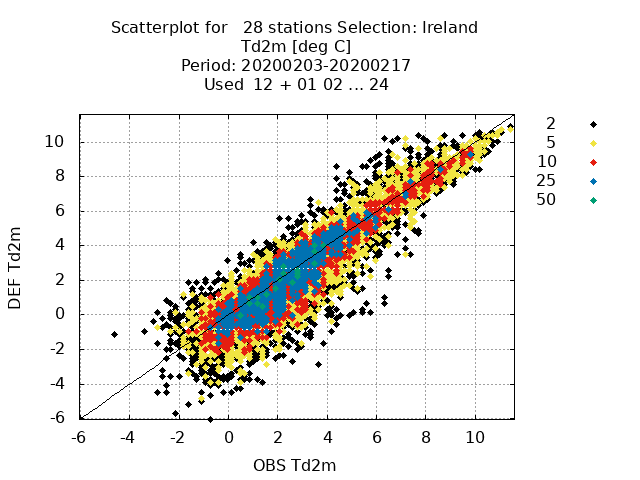 Scatterplot for   28 stations Selection: Ireland
Td2m [deg C]
Period: 20200203-20200217
Used  12 + 01 02 ... 24
2
5
10
25
50
DEF Td2m
10
8
6
4
2
0
-2
-4
-6
-6 -4 -2 0 2 4 6 8 10
OBS Td2m